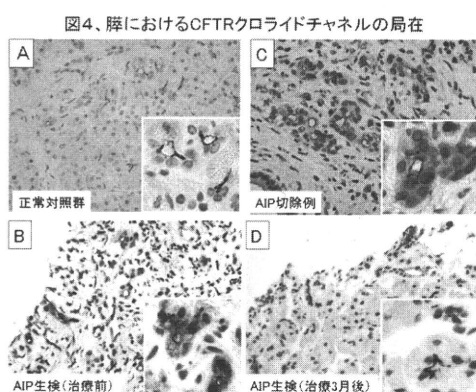 図4、膵におけるCFTRクロライドチャネルの局在
A
正常対照群
C
AIP切除例
B
AIP生検(治療前)
D
AIP生検(治療3月後)